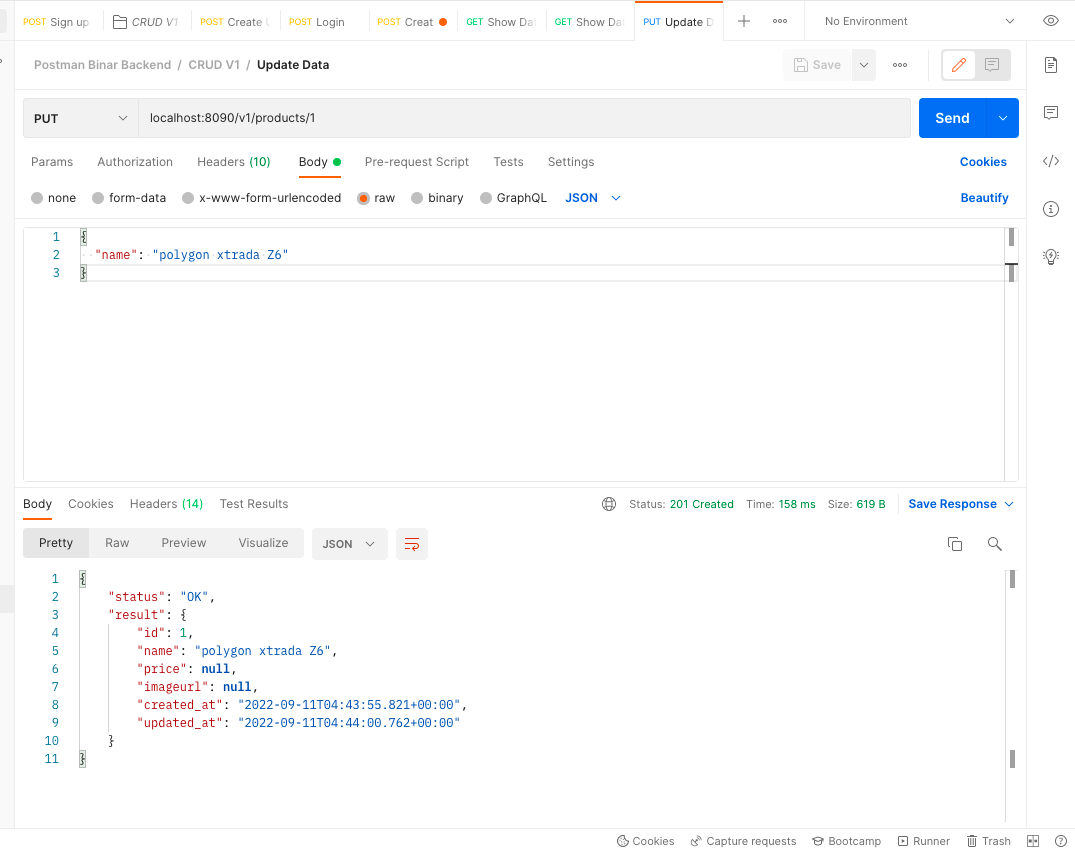 POST Sign up CRUD V1 POST Create POST Login POST Creat GET Show Da GET Show Da PUT Update D No Environment
Postman Binar Backend / CRUD V1 / Update Data Save
PUT localhost:8090/v1/products/1 Send
Params Authorization Headers (10) Body Pre-request Script Tests Settings Cookies
none form-data x-www-form-urlencoded raw binary GraphQL JSON Beautify
1 {
2 "name": "polygon xtrada Z6"
3 }
Body Cookies Headers (14) Test Results Status: 201 Created Time: 158 ms Size: 619 B Save Response
Pretty Raw Preview Visualize JSON
1 {
2 "status": "OK",
3 "result": {
4 "id": 1,
5 "name": "polygon xtrada Z6",
6 "price": null,
7 "imageurl": null,
8 "created_at": "2022-09-11T04:43:55.821+00:00",
9 "updated_at": "2022-09-11T04:44:00.762+00:00"
10 }
11 }
Cookies Capture requests Bootcamp Runner Trash